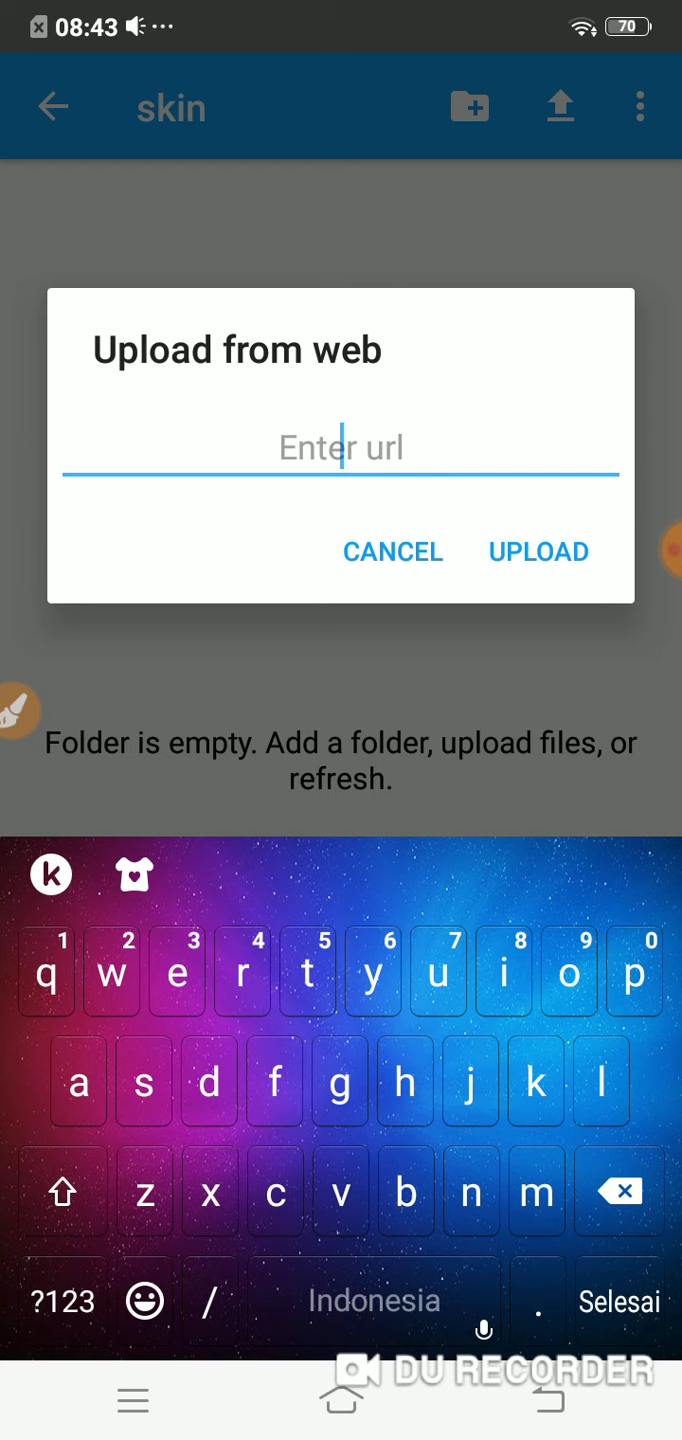 08:43
70
skin
Upload from web
Enter url
CANCEL UPLOAD
Folder is empty. Add a folder, upload files, or
refresh.
k
1 2 3 4 5 6 7 8 9 0
q w e r t y u i o p
a s d f g h j k l
z x c v b n m
?123 / Indonesia . Selesai
DU RECORDER